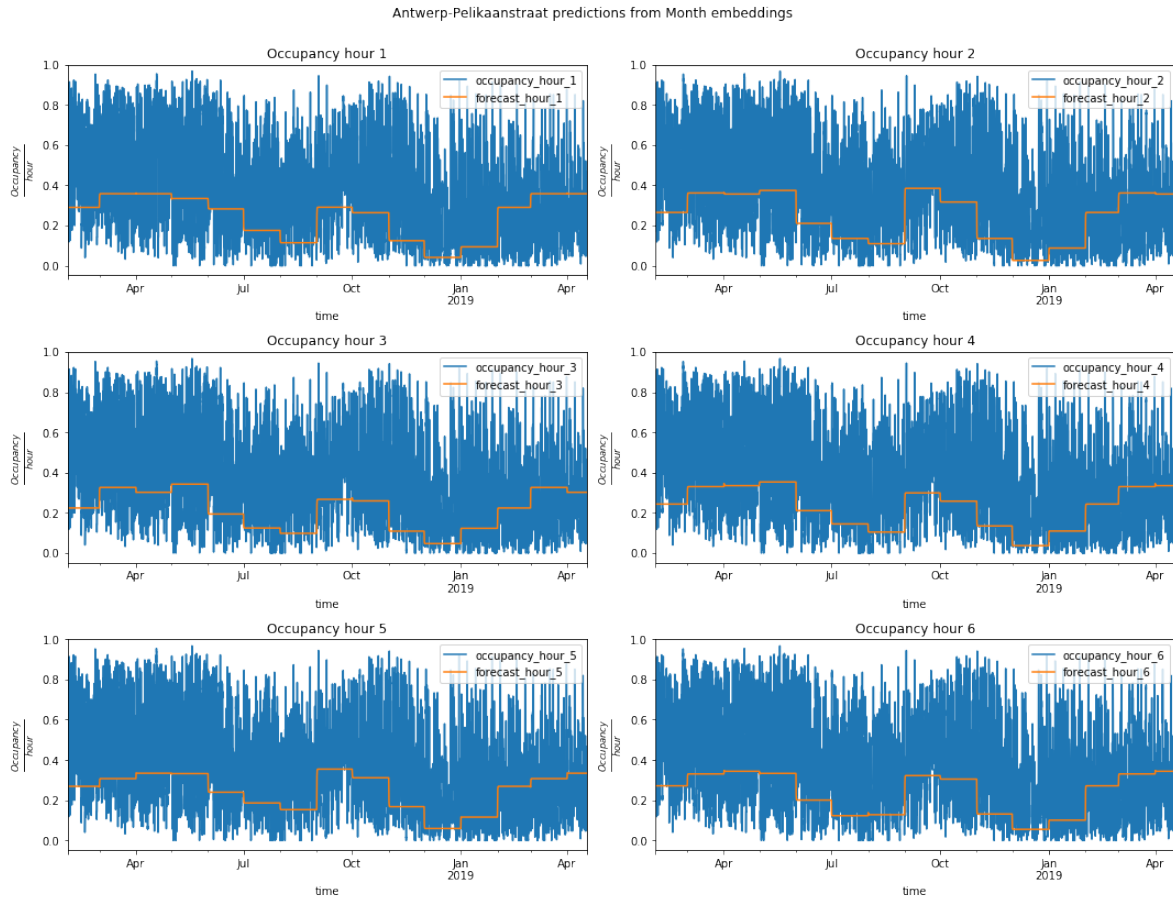 Antwerp-Pelikaanstraat predictions from Month embeddings
Occupancy hour 1
1.0
0.8
0.6
0.4
0.2
0.0
Occupancy
hour
occupancy_hour_1
forecast_hour_1
Apr Jul Oct Jan Apr
2019
time
Occupancy hour 2
1.0
0.8
0.6
0.4
0.2
0.0
Occupancy
hour
occupancy_hour_2
forecast_hour_2
Apr Jul Oct Jan Apr
2019
time
Occupancy hour 3
1.0
0.8
0.6
0.4
0.2
0.0
Occupancy
hour
occupancy_hour_3
forecast_hour_3
Apr Jul Oct Jan Apr
2019
time
Occupancy hour 4
1.0
0.8
0.6
0.4
0.2
0.0
Occupancy
hour
occupancy_hour_4
forecast_hour_4
Apr Jul Oct Jan Apr
2019
time
Occupancy hour 5
1.0
0.8
0.6
0.4
0.2
0.0
Occupancy
hour
occupancy_hour_5
forecast_hour_5
Apr Jul Oct Jan Apr
2019
time
Occupancy hour 6
1.0
0.8
0.6
0.4
0.2
0.0
Occupancy
hour
occupancy_hour_6
forecast_hour_6
Apr Jul Oct Jan Apr
2019
time